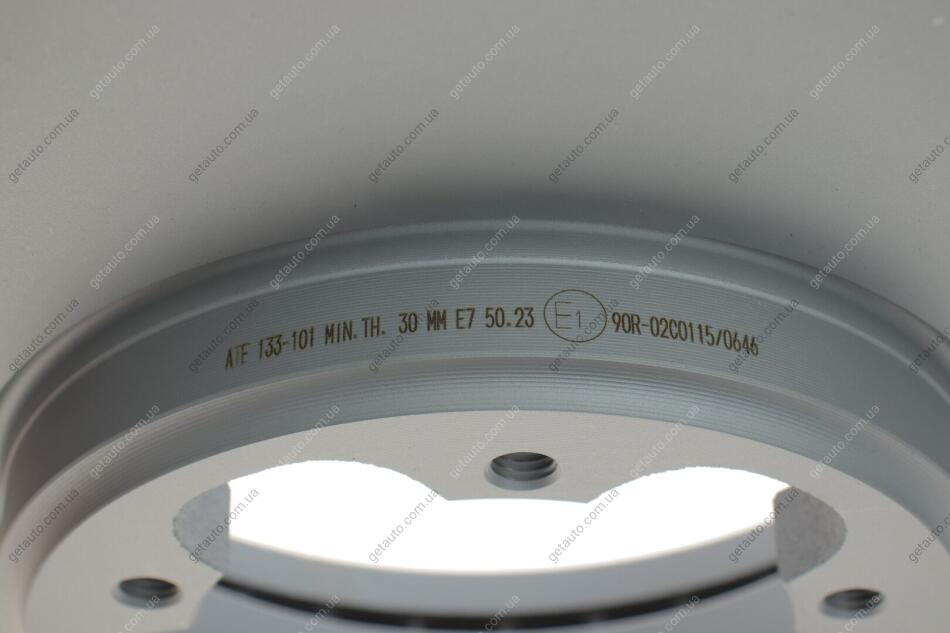 ATE 133-101 MIN. TH. 30 MM E7 50.23 E1 90R-02C0115/0646
getauto.com.ua